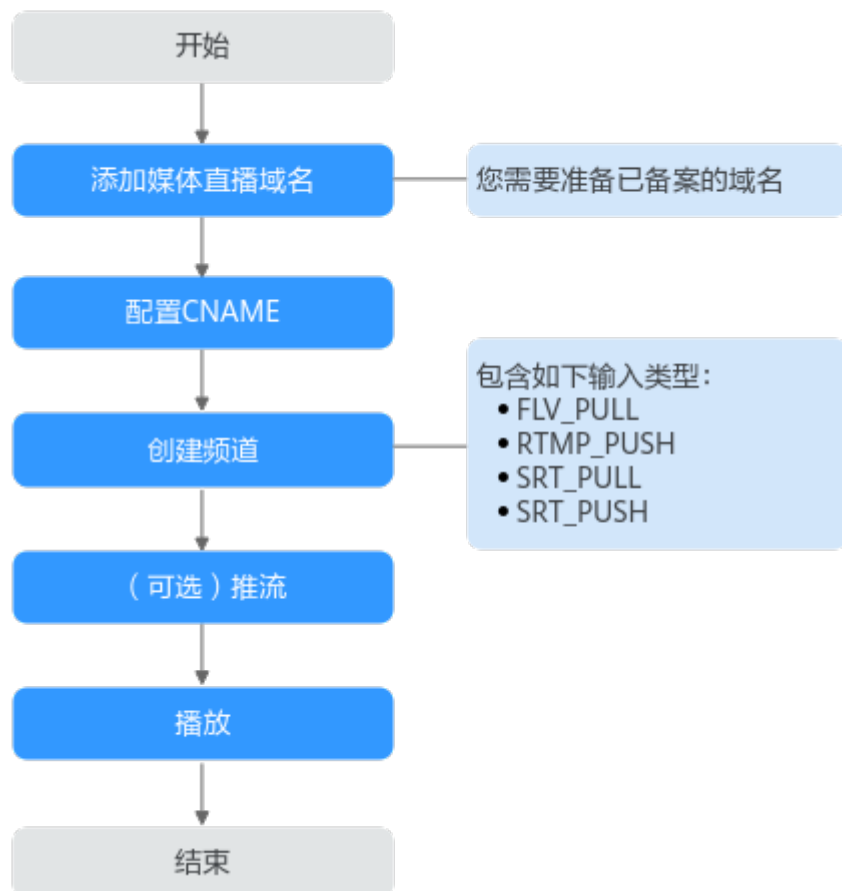 开始
添加媒体直播域名
您需要准备已备案的域名
配置CNAME
创建频道
包含如下输入类型：
• FLV_PULL
• RTMP_PUSH
• SRT_PULL
• SRT_PUSH
（可选）推流
播放
结束